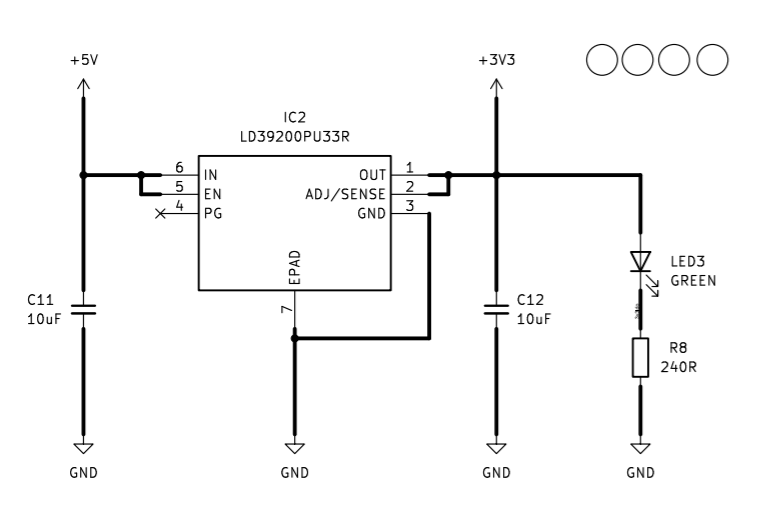 +5V
+3V3
IC2
LD39200PU33R
6
IN
OUT
1
5
EN
ADJ/SENSE
2
4
PG
GND
3
EPAD
7
LED3
GREEN
C11
10uF
C12
10uF
R8
240R
GND
GND
GND
GND